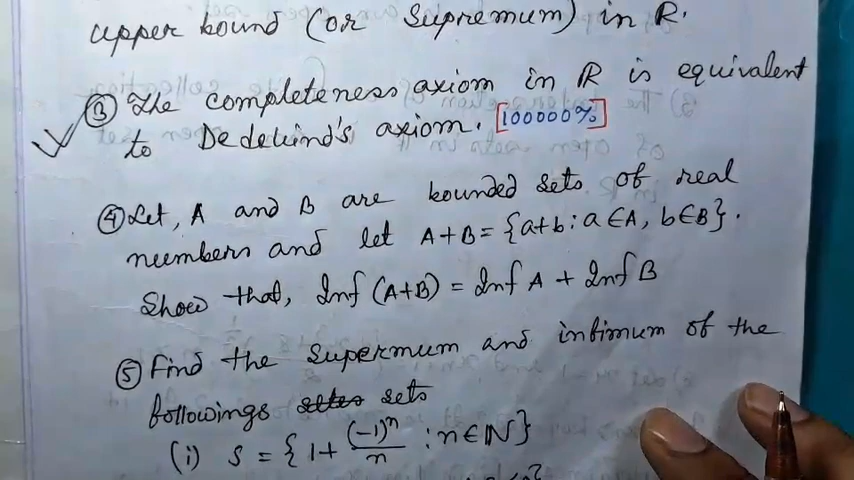 upper bound (or Supremum) in R.
③ The completeness axiom in R is equivalent
to Dedekind's axiom. [100000%]
④ Let, A and B are bounded sets of real
numbers and let A+B = {a+b : a∈A, b∈B}.
Show that, Inf (A+B) = Inf A + Inf B
⑤ Find the Supermum and infimum of the
followings sets
(i) S = {1 + (-1)^n/n : n∈N}